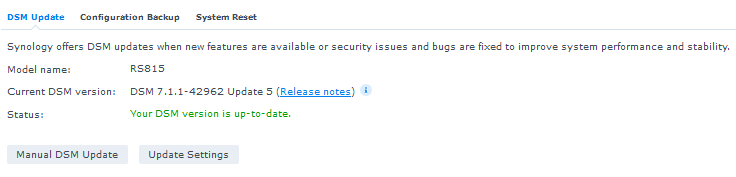 DSM Update Configuration Backup System Reset
Synology offers DSM updates when new features are available or security issues and bugs are fixed to improve system performance and stability.
Model name: RS815
Current DSM version: DSM 7.1.1-42962 Update 5 (Release notes) i
Status: Your DSM version is up-to-date.
Manual DSM Update Update Settings